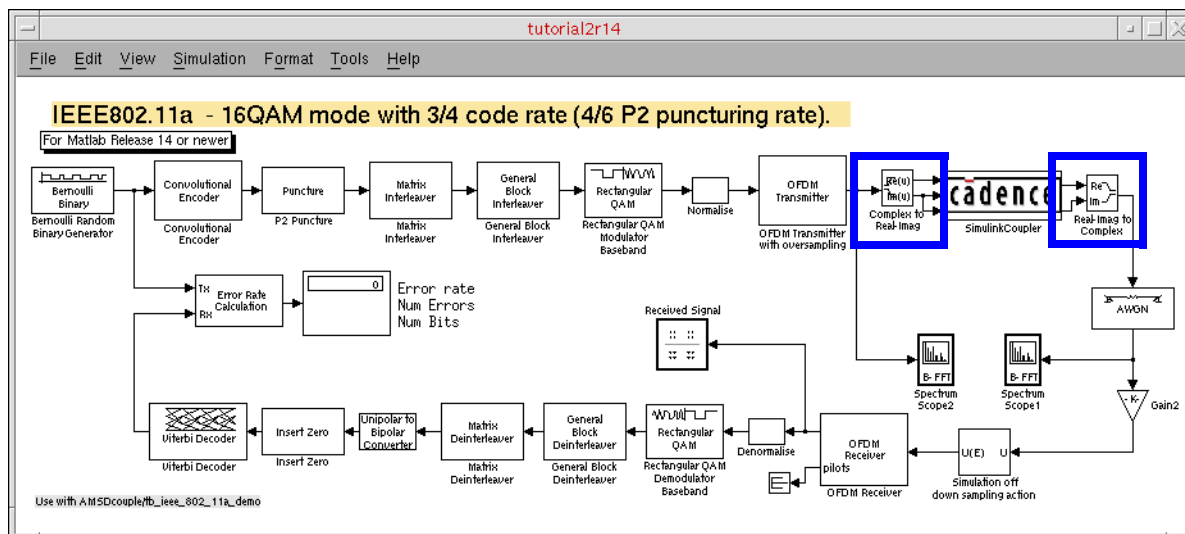 tutorial2r14
File Edit View Simulation Format Tools Help
IEEE802.11a - 16QAM mode with 3/4 code rate (4/6 P2 puncturing rate).
For Matlab Release 14 or newer
Bernoulli
Binary
Bernoulli Random
Binary Generator
Convolutional
Encoder
Convolutional
Encoder
Puncture
P2 Puncture
Matrix
Interleaver
Matrix
Interleaver
General
Block
Interleaver
General Block
Interleaver
Rectangular
QAM
Rectangular QAM
Modulator
Baseband
Normalise
OFDM
Transmitter
OFDM Transmitter
with oversampling
Re(u)
Im(u)
Complex to
Real-Imag
cadence
SimulinkCoupler
Re
Im
Real-Imag to
Complex
Tx
Rx
Error Rate
Calculation
0
Error rate
Num Errors
Num Bits
Received Signal
AWGN
B-FFT
Spectrum
Scope2
B-FFT
Spectrum
Scope1
-K-
Gain2
Viterbi Decoder
Viterbi Decoder
Insert Zero
Insert Zero
Unipolar to
Bipolar
Converter
Matrix
Deinterleaver
Matrix
Deinterleaver
General
Block
Deinterleaver
General Block
Deinterleaver
Rectangular
QAM
Rectangular QAM
Demodulator
Baseband
Denormalise
OFDM
Receiver
pilots
OFDM Receiver
U(E) U
Simulation off
down sampling action
Use with AMSDcouple/tb_ieee_802_11a_demo